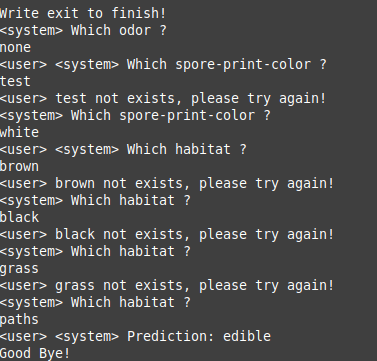 Write exit to finish!
<system> Which odor ?
none
<user> <system> Which spore-print-color ?
test
<user> test not exists, please try again!
<system> Which spore-print-color ?
white
<user> <system> Which habitat ?
brown
<user> brown not exists, please try again!
<system> Which habitat ?
black
<user> black not exists, please try again!
<system> Which habitat ?
grass
<user> grass not exists, please try again!
<system> Which habitat ?
paths
<user> <system> Prediction: edible
Good Bye!